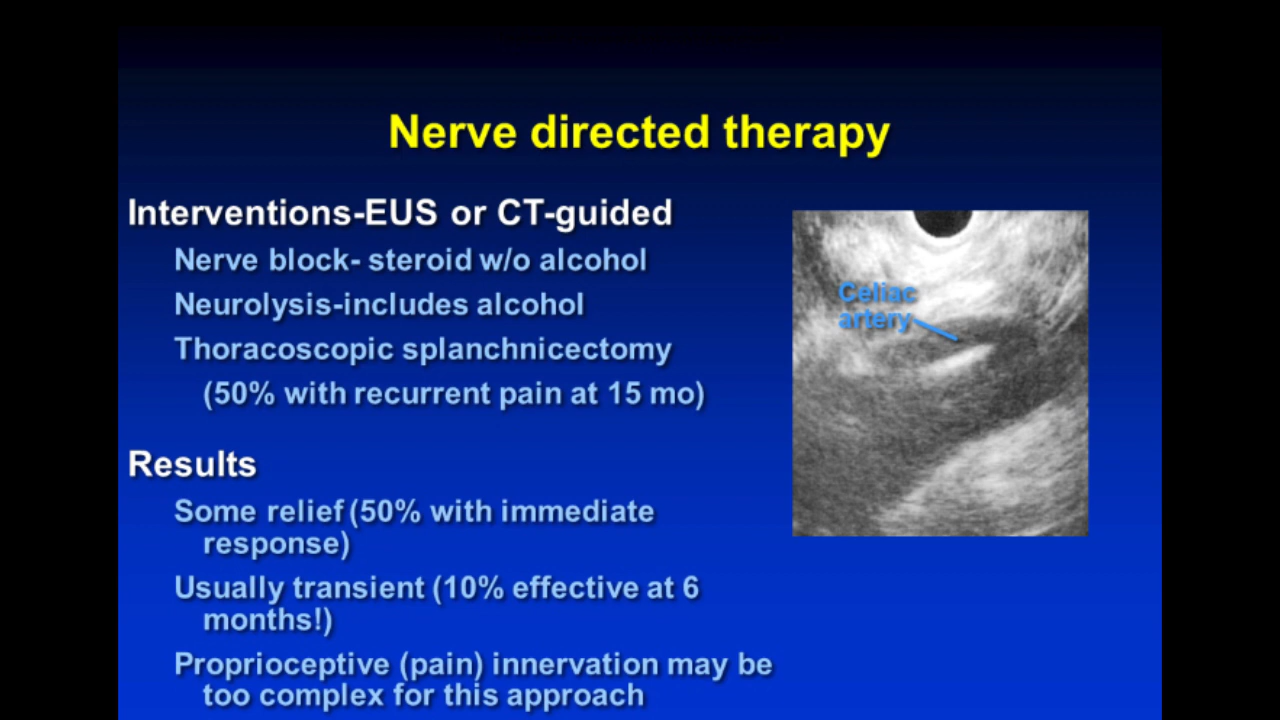 Nerve directed therapy
Interventions-EUS or CT-guided
Nerve block- steroid w/o alcohol
Neurolysis-includes alcohol
Thoracoscopic splanchnicectomy
(50% with recurrent pain at 15 mo)
Results
Some relief (50% with immediate
response)
Usually transient (10% effective at 6
months!)
Proprioceptive (pain) innervation may be
too complex for this approach
Celiac
artery